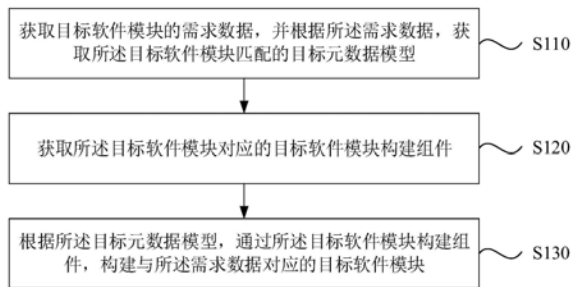 获取目标软件模块的需求数据，并根据所述需求数据，获
取所述目标软件模块匹配的目标元数据模型
S110
获取所述目标软件模块对应的目标软件模块构建组件
S120
根据所述目标元数据模型，通过所述目标软件模块构建组
件，构建与所述需求数据对应的目标软件模块
S130